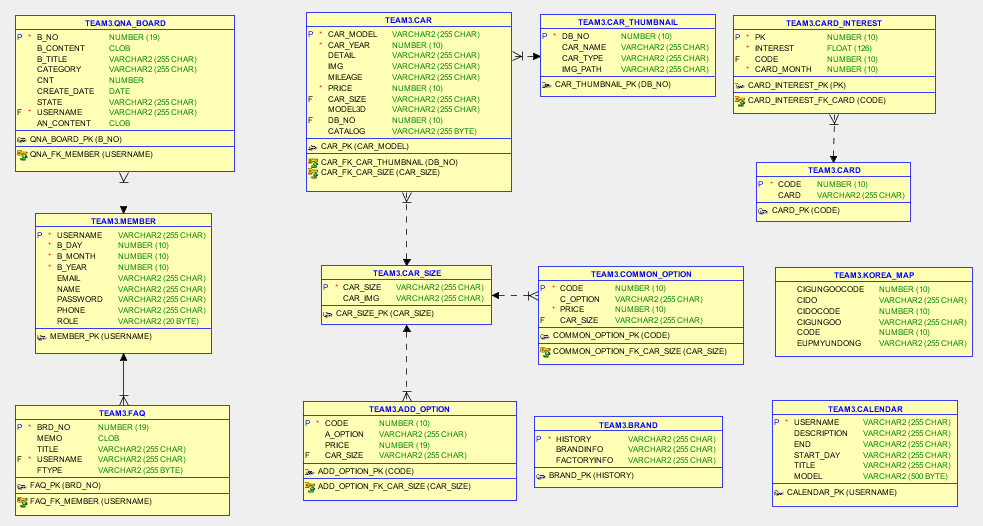 TEAM3.QNA_BOARD
P * B_NO NUMBER (19)
B_CONTENT CLOB
B_TITLE VARCHAR2 (255 CHAR)
CATEGORY VARCHAR2 (255 CHAR)
CNT NUMBER
CREATE_DATE DATE
STATE VARCHAR2 (255 CHAR)
F * USERNAME VARCHAR2 (255 CHAR)
AN_CONTENT CLOB
QNA_BOARD_PK (B_NO)
QNA_FK_MEMBER (USERNAME)
TEAM3.CAR
P * CAR_MODEL VARCHAR2 (255 CHAR)
* CAR_YEAR NUMBER (10)
DETAIL VARCHAR2 (255 CHAR)
IMG VARCHAR2 (255 CHAR)
MILEAGE VARCHAR2 (255 CHAR)
* PRICE NUMBER (10)
F CAR_SIZE VARCHAR2 (255 CHAR)
MODEL3D VARCHAR2 (255 CHAR)
F DB_NO NUMBER (10)
CATALOG VARCHAR2 (255 BYTE)
CAR_PK (CAR_MODEL)
CAR_FK_CAR_THUMBNAIL (DB_NO)
CAR_FK_CAR_SIZE (CAR_SIZE)
TEAM3.CAR_THUMBNAIL
P * DB_NO NUMBER (10)
CAR_NAME VARCHAR2 (255 CHAR)
CAR_TYPE VARCHAR2 (255 CHAR)
IMG_PATH VARCHAR2 (255 CHAR)
CAR_THUMBNAIL_PK (DB_NO)
TEAM3.CARD_INTEREST
P * PK NUMBER (10)
* INTEREST FLOAT (126)
F CODE NUMBER (10)
* CARD_MONTH NUMBER (10)
CARD_INTEREST_PK (PK)
CARD_INTEREST_FK_CARD (CODE)
TEAM3.CARD
P * CODE NUMBER (10)
CARD VARCHAR2 (255 CHAR)
CARD_PK (CODE)
TEAM3.MEMBER
P * USERNAME VARCHAR2 (255 CHAR)
* B_DAY NUMBER (10)
* B_MONTH NUMBER (10)
* B_YEAR NUMBER (10)
EMAIL VARCHAR2 (255 CHAR)
NAME VARCHAR2 (255 CHAR)
PASSWORD VARCHAR2 (255 CHAR)
PHONE VARCHAR2 (255 CHAR)
ROLE VARCHAR2 (20 BYTE)
MEMBER_PK (USERNAME)
TEAM3.CAR_SIZE
P * CAR_SIZE VARCHAR2 (255 CHAR)
CAR_IMG VARCHAR2 (255 CHAR)
CAR_SIZE_PK (CAR_SIZE)
TEAM3.COMMON_OPTION
P * CODE NUMBER (10)
C_OPTION VARCHAR2 (255 CHAR)
* PRICE NUMBER (10)
F CAR_SIZE VARCHAR2 (255 CHAR)
COMMON_OPTION_PK (CODE)
COMMON_OPTION_FK_CAR_SIZE (CAR_SIZE)
TEAM3.KOREA_MAP
CIGUNGOOCODE NUMBER (10)
CIDO VARCHAR2 (255 CHAR)
CIDOCODE NUMBER (10)
CIGUNGOO VARCHAR2 (255 CHAR)
CODE NUMBER (10)
EUPMYUNDONG VARCHAR2 (255 CHAR)
TEAM3.FAQ
P * BRD_NO NUMBER (19)
MEMO CLOB
TITLE VARCHAR2 (255 CHAR)
F * USERNAME VARCHAR2 (255 CHAR)
FTYPE VARCHAR2 (255 BYTE)
FAQ_PK (BRD_NO)
FAQ_FK_MEMBER (USERNAME)
TEAM3.ADD_OPTION
P * CODE NUMBER (10)
A_OPTION VARCHAR2 (255 CHAR)
PRICE NUMBER (19)
F CAR_SIZE VARCHAR2 (255 CHAR)
ADD_OPTION_PK (CODE)
ADD_OPTION_FK_CAR_SIZE (CAR_SIZE)
TEAM3.BRAND
P * HISTORY VARCHAR2 (255 CHAR)
BRANDINFO VARCHAR2 (255 CHAR)
FACTORYINFO VARCHAR2 (255 CHAR)
BRAND_PK (HISTORY)
TEAM3.CALENDAR
P * USERNAME VARCHAR2 (255 CHAR)
DESCRIPTION VARCHAR2 (255 CHAR)
END VARCHAR2 (255 CHAR)
START_DAY VARCHAR2 (255 CHAR)
TITLE VARCHAR2 (255 CHAR)
MODEL VARCHAR2 (500 BYTE)
CALENDAR_PK (USERNAME)